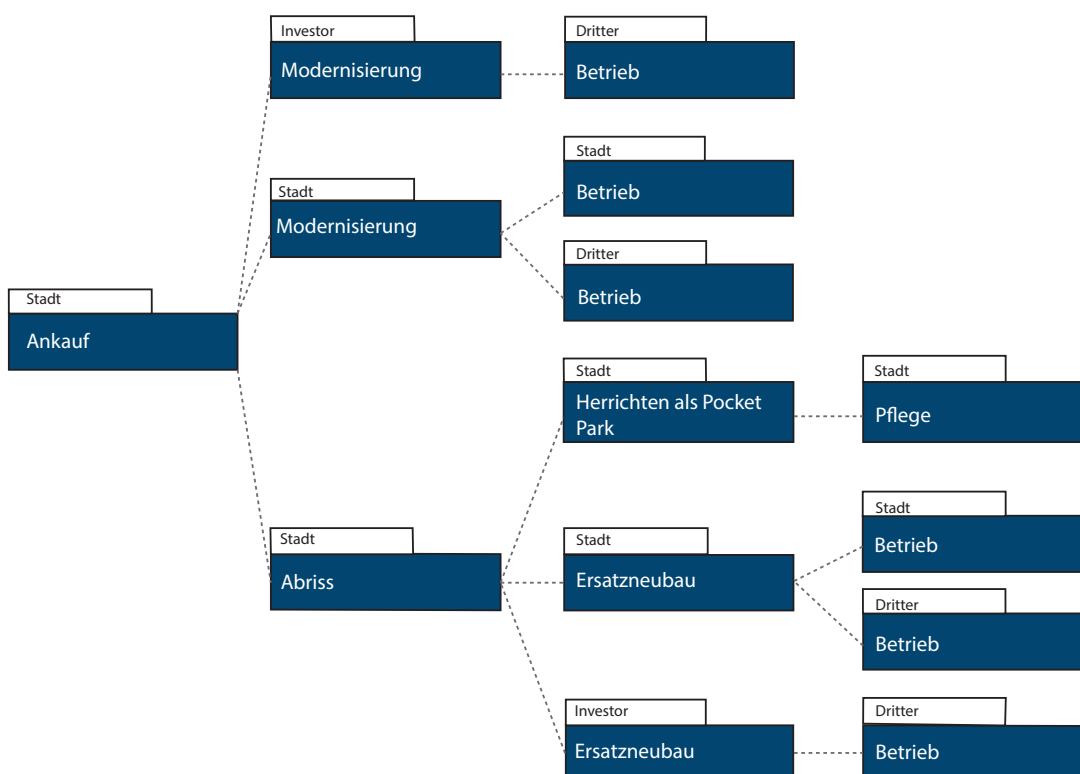 Investor
Modernisierung
Dritter
Betrieb
Stadt
Modernisierung
Stadt
Betrieb
Dritter
Betrieb
Stadt
Ankauf
Stadt
Herrichten als Pocket
Park
Stadt
Pflege
Stadt
Abriss
Stadt
Ersatzneubau
Stadt
Betrieb
Dritter
Betrieb
Investor
Ersatzneubau
Dritter
Betrieb